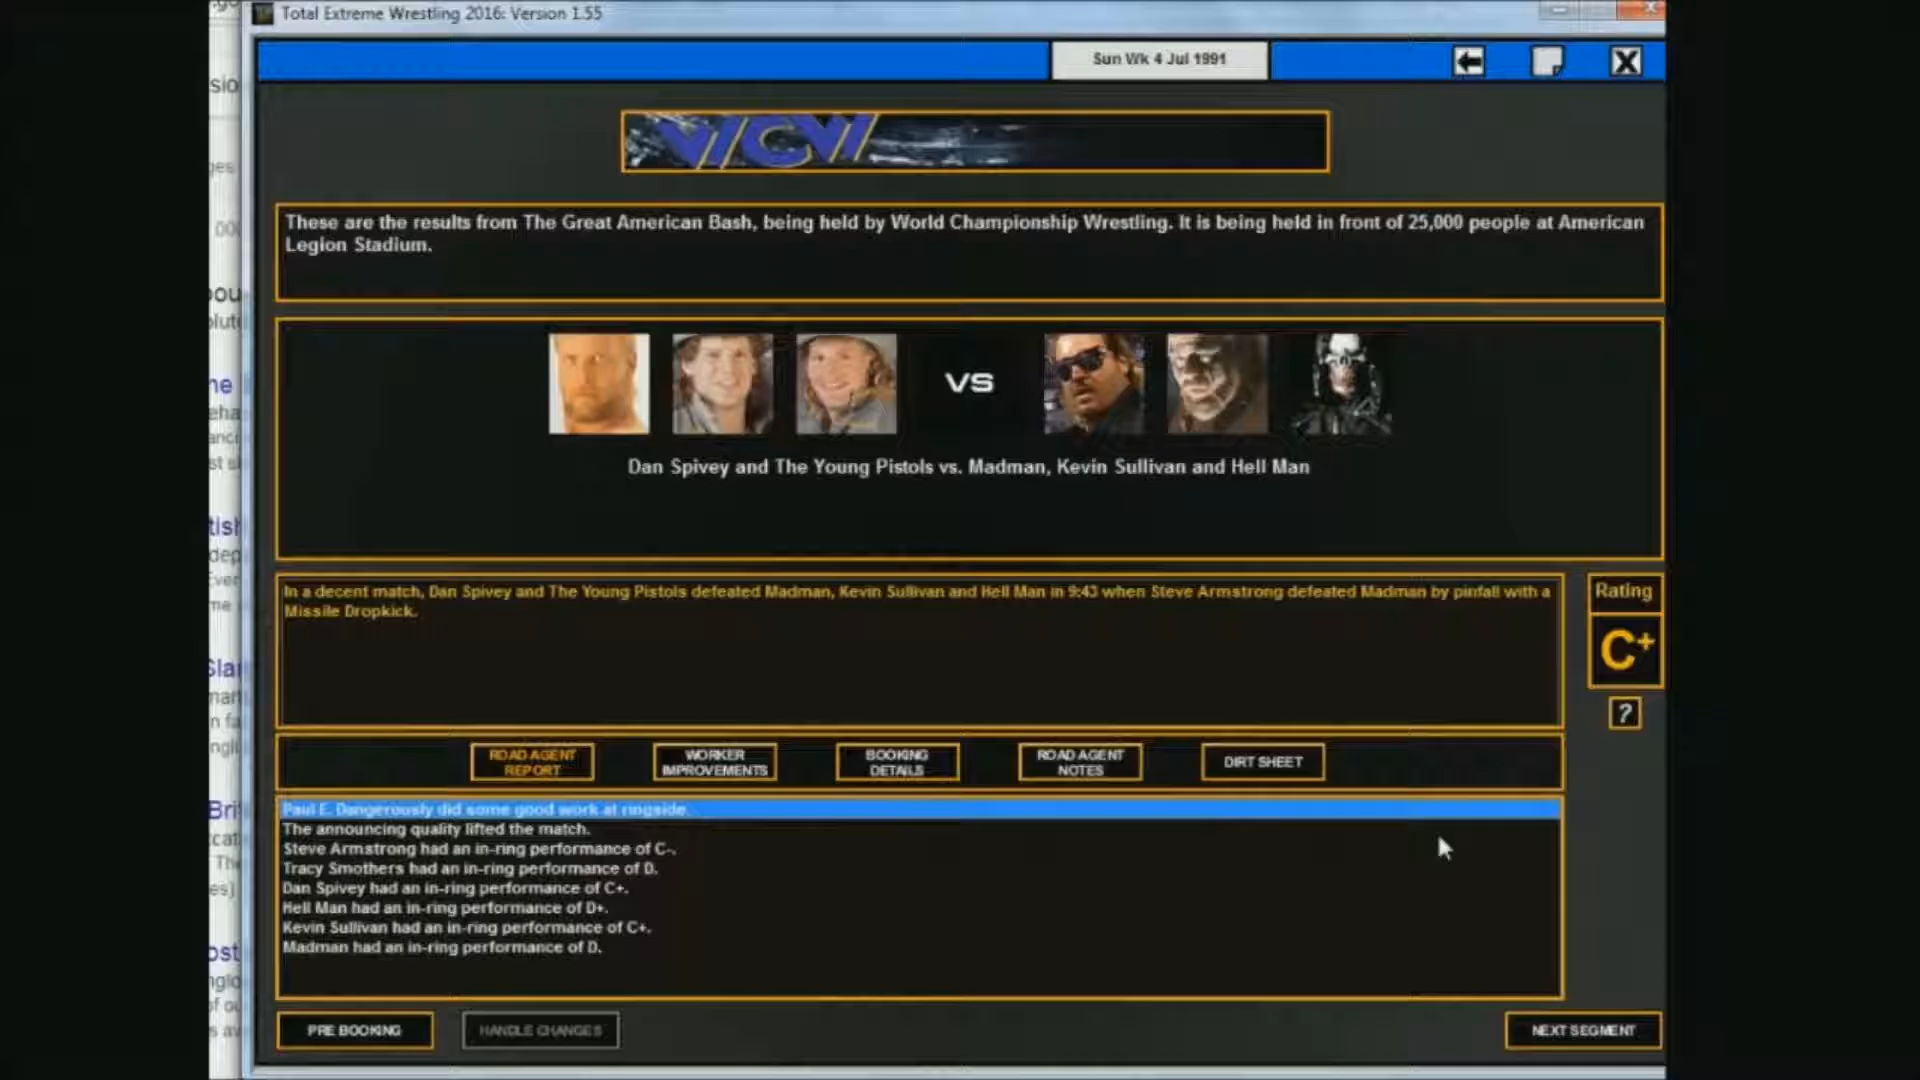 Total Extreme Wrestling 2016: Version 1.55
Sun Wk 4 Jul 1991
WCW
These are the results from The Great American Bash, being held by World Championship Wrestling. It is being held in front of 25,000 people at American
Legion Stadium.
VS
Dan Spivey and The Young Pistols vs. Madman, Kevin Sullivan and Hell Man
In a decent match, Dan Spivey and The Young Pistols defeated Madman, Kevin Sullivan and Hell Man in 9:43 when Steve Armstrong defeated Madman by pinfall with a
Missile Dropkick.
Rating
C+
?
ROAD AGENT
REPORT
WORKER
IMPROVEMENTS
BOOKING
DETAILS
ROAD AGENT
NOTES
DIRT SHEET
Paul E. Dangerously did some good work at ringside.
The announcing quality lifted the match.
Steve Armstrong had an in-ring performance of C-.
Tracy Smothers had an in-ring performance of D.
Dan Spivey had an in-ring performance of C+.
Hell Man had an in-ring performance of D+.
Kevin Sullivan had an in-ring performance of C+.
Madman had an in-ring performance of D.
PRE BOOKING
HANDLE CHANGES
NEXT SEGMENT